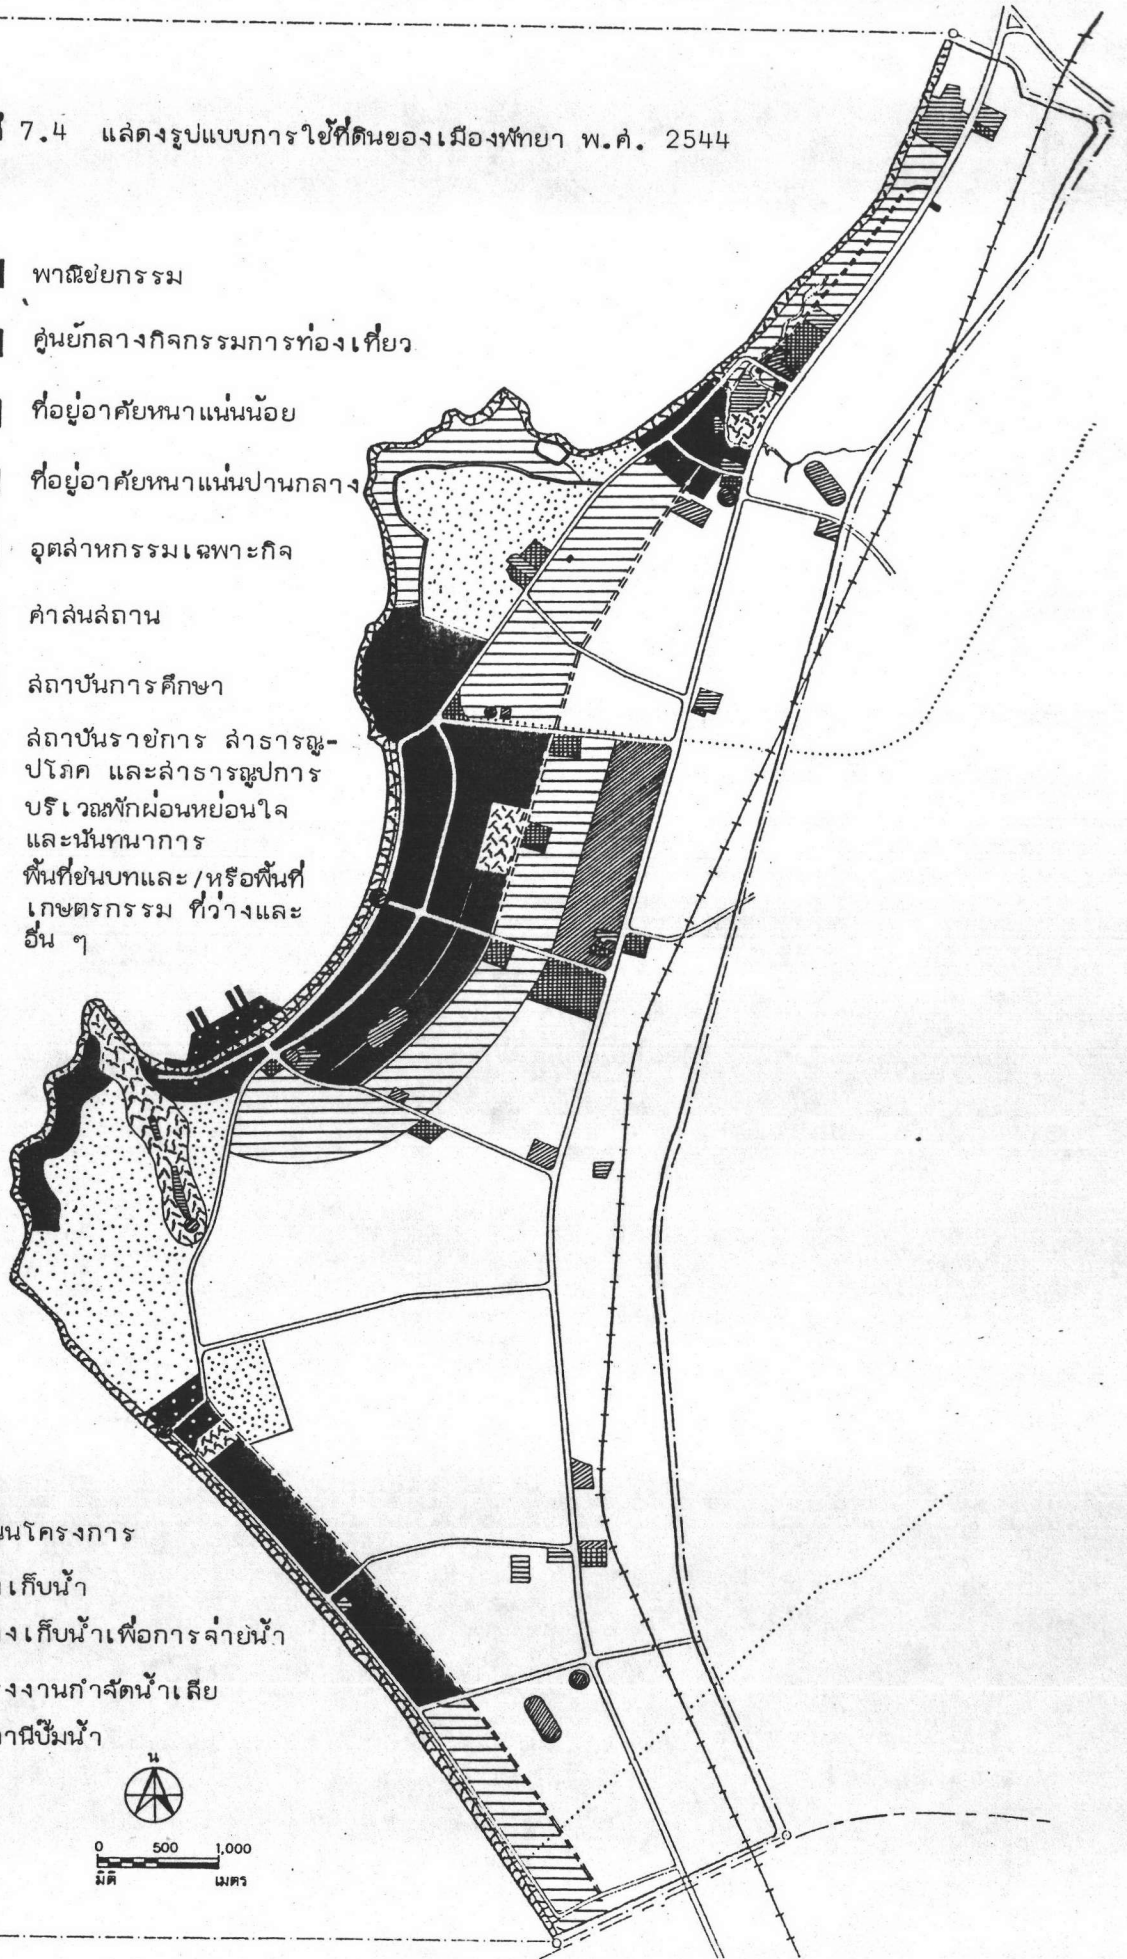 ที่ 7.4 แสดงรูปแบบการใช้ที่ดินของเมืองพัทยา พ.ศ. 2544
พาณิชยกรรม
ศูนย์กลางกิจกรรมการท่องเที่ยว
ที่อยู่อาศัยหนาแน่นน้อย
ที่อยู่อาศัยหนาแน่นปานกลาง
อุตสาหกรรมเฉพาะกิจ
ศาสนสถาน
สถาบันการศึกษา
สถาบันราชการ สาธารณู-
ปโภค และสาธารณูปการ
บริเวณพักผ่อนหย่อนใจ
และนันทนาการ
พื้นที่ชนบทและ/หรือพื้นที่
เกษตรกรรม ที่ว่างและ
อื่น ๆ
นโครงการ
เก็บน้ำ
งเก็บน้ำเพื่อการจ่ายน้ำ
งงานกำจัดน้ำเสีย
านีปั๊มน้ำ
น
0 500 1,000
เมตร